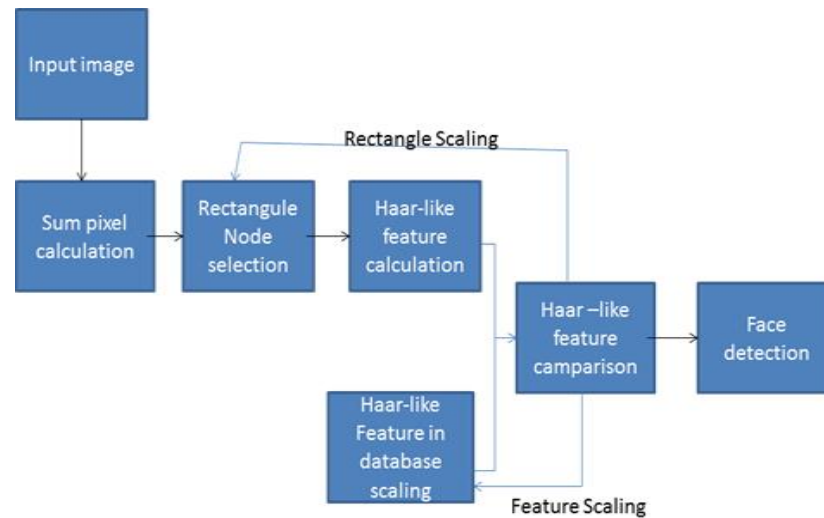 Input image
Rectangle Scaling
Sum pixel
calculation
Rectangule
Node
selection
Haar-like
feature
calculation
Haar –like
feature
camparison
Face
detection
Haar-like
Feature in
database
scaling
Feature Scaling